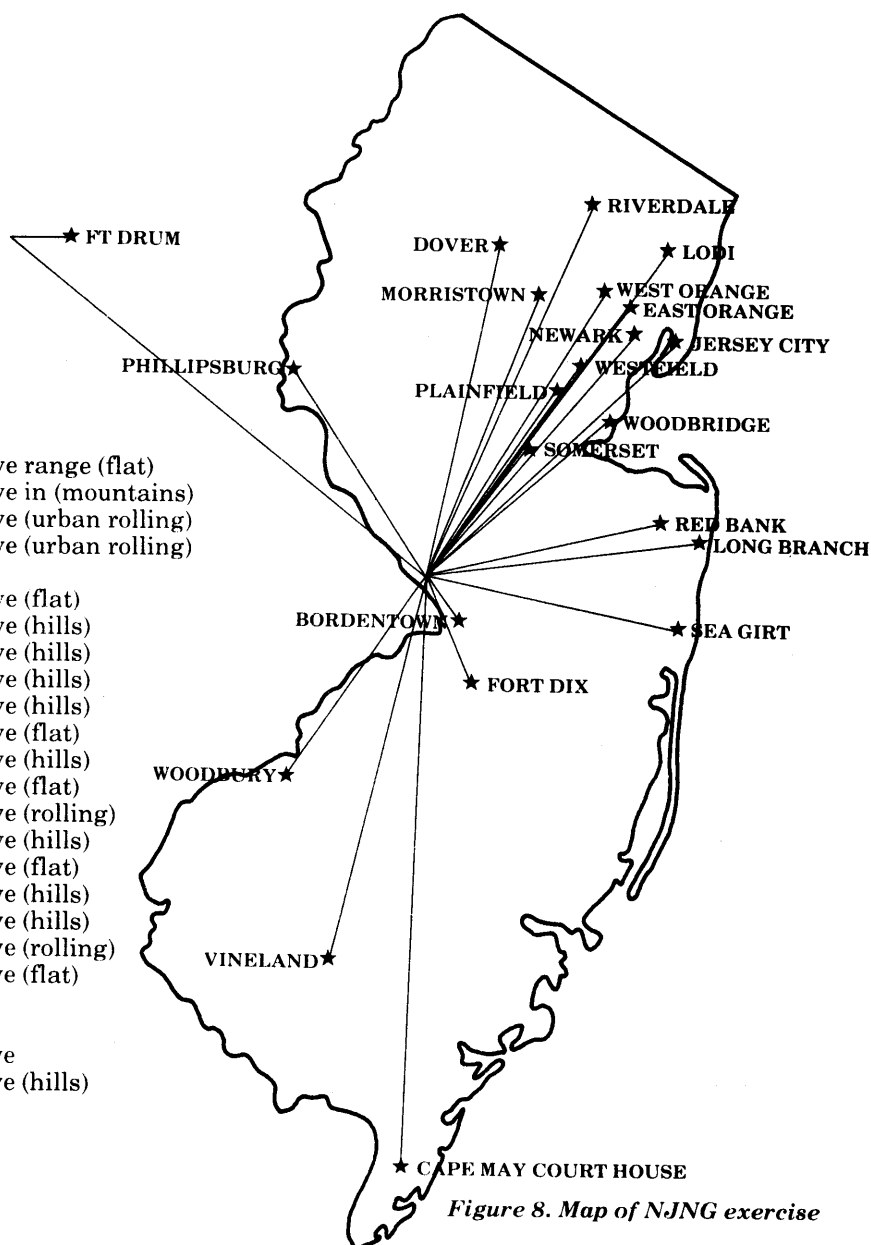 RIVERDALE
FT DRUM
DOVER
LODI
MORRISTOWN
WEST ORANGE
EAST ORANGE
NEWARK
JERSEY CITY
PHILLIPSBURG
WESTFIELD
PLAINFIELD
WOODBRIDGE
SOMERSET
ve range (flat)
ve in (mountains)
ve (urban rolling)
ve (urban rolling)
ve (flat)
ve (hills)
ve (hills)
ve (hills)
ve (hills)
ve (flat)
ve (hills)
ve (flat)
ve (rolling)
ve (hills)
ve (flat)
ve (hills)
ve (hills)
ve (rolling)
ve (flat)
ve
ve (hills)
RED BANK
LONG BRANCH
BORDENTOWN
SEA GIRT
FORT DIX
WOODBURY
VINELAND
CAPE MAY COURT HOUSE
Figure 8. Map of NJNG exercise